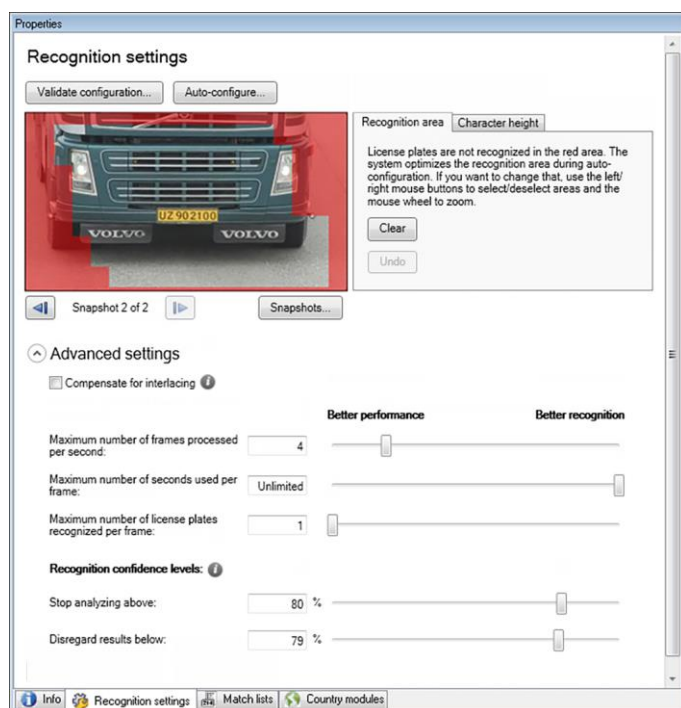 Properties
Recognition settings
Validate configuration...
Auto-configure...
UZ 902100
VOLVO
VOLVO
Recognition area
Character height
License plates are not recognized in the red area. The
system optimizes the recognition area during auto-
configuration. If you want to change that, use the left/
right mouse buttons to select/deselect areas and the
mouse wheel to zoom.
Clear
Undo
Snapshot 2 of 2
Snapshots...
Advanced settings
Compensate for interlacing
Better performance
Better recognition
Maximum number of frames processed
per second:
4
Maximum number of seconds used per
frame:
Unlimited
Maximum number of license plates
recognized per frame:
1
Recognition confidence levels:
Stop analyzing above:
80 %
Disregard results below:
79 %
Info
Recognition settings
Match lists
Country modules